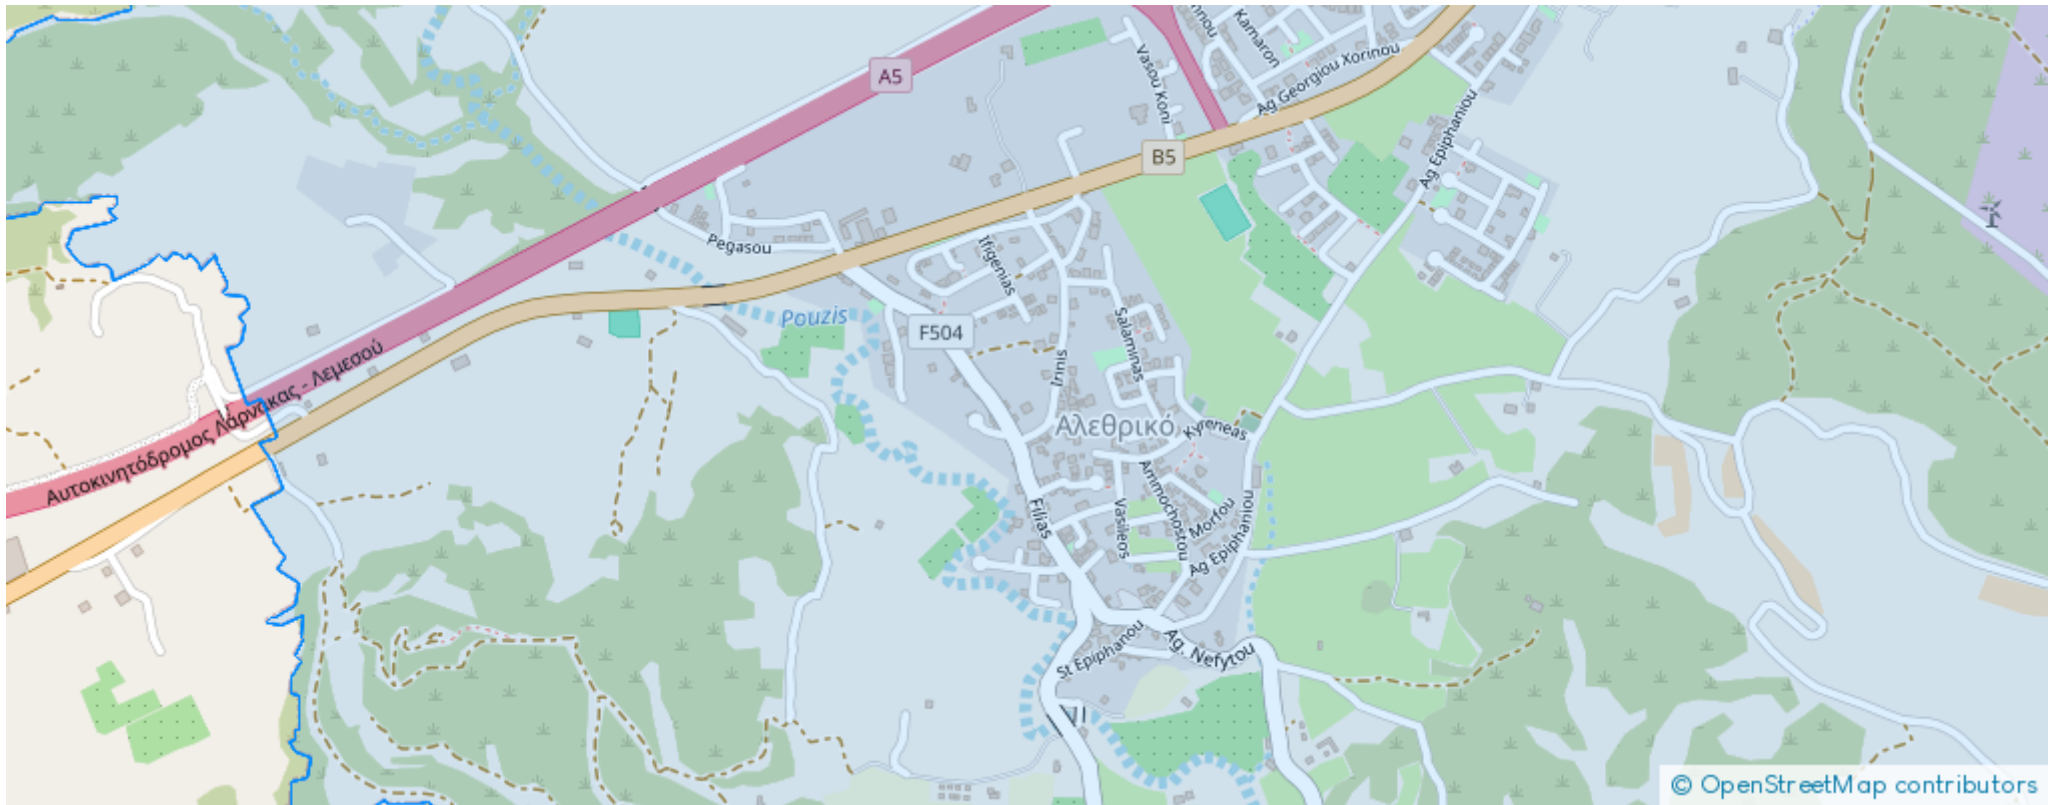 Kamaron
Ag Georgiou Xorinou
Vasou Koni
A5
Ag Epiphaniou
B5
Pegasou
Ifigenias
Pouzis
F504
Salaminas
Irinis
Αυτοκινητόδρομος Λάρνακας - Λεμεσού
Αλεθρικό
Kyreneas
Ammochostou
Filias
Vasileos
Morfou
Ag Epiphaniou
St Epiphanou
Ag. Nefytou
© OpenStreetMap contributors